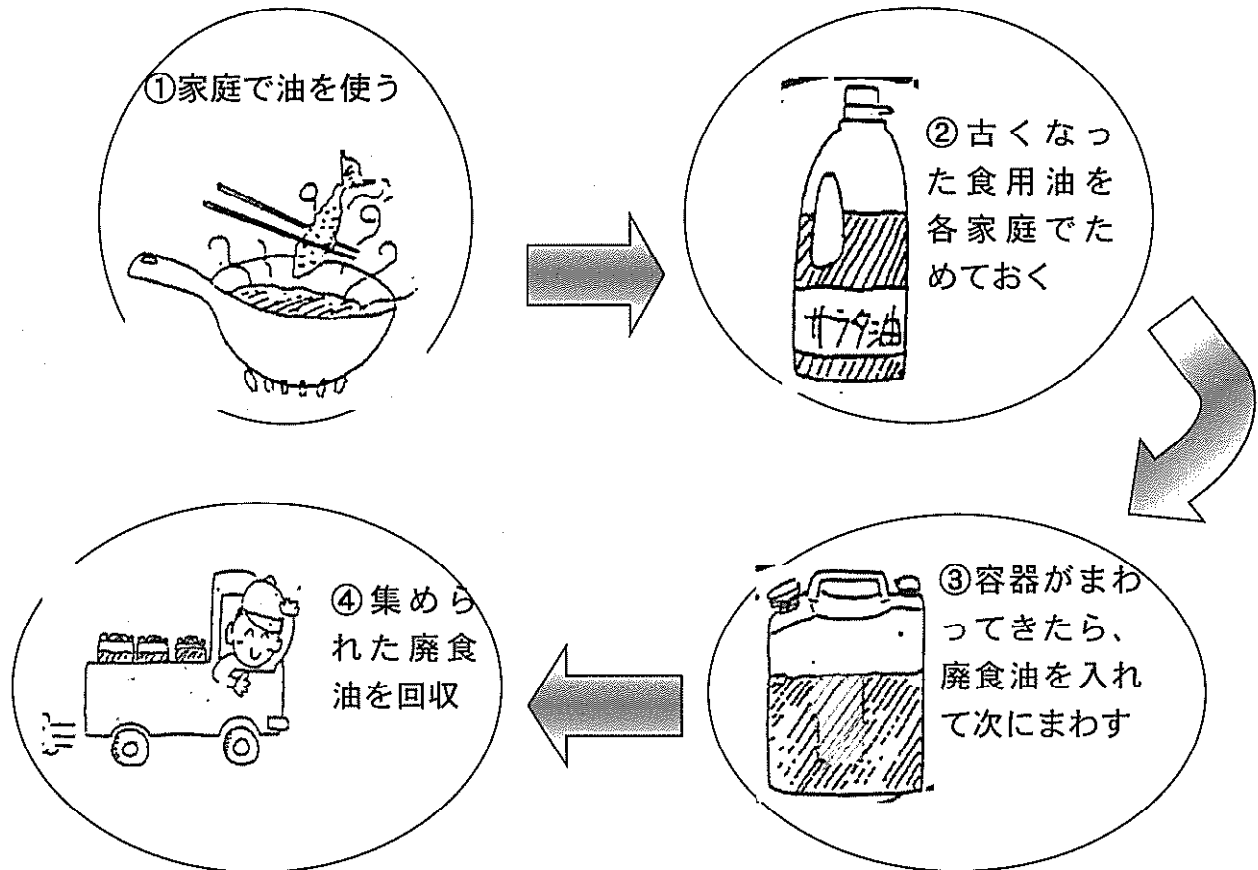 ①家庭で油を使う
②古くなっ
た食用油を
各家庭でた
めておく
サラダ油
③容器がまわ
ってきたら、
廃食油を入れ
て次にまわす
④集めら
れた廃食
油を回収